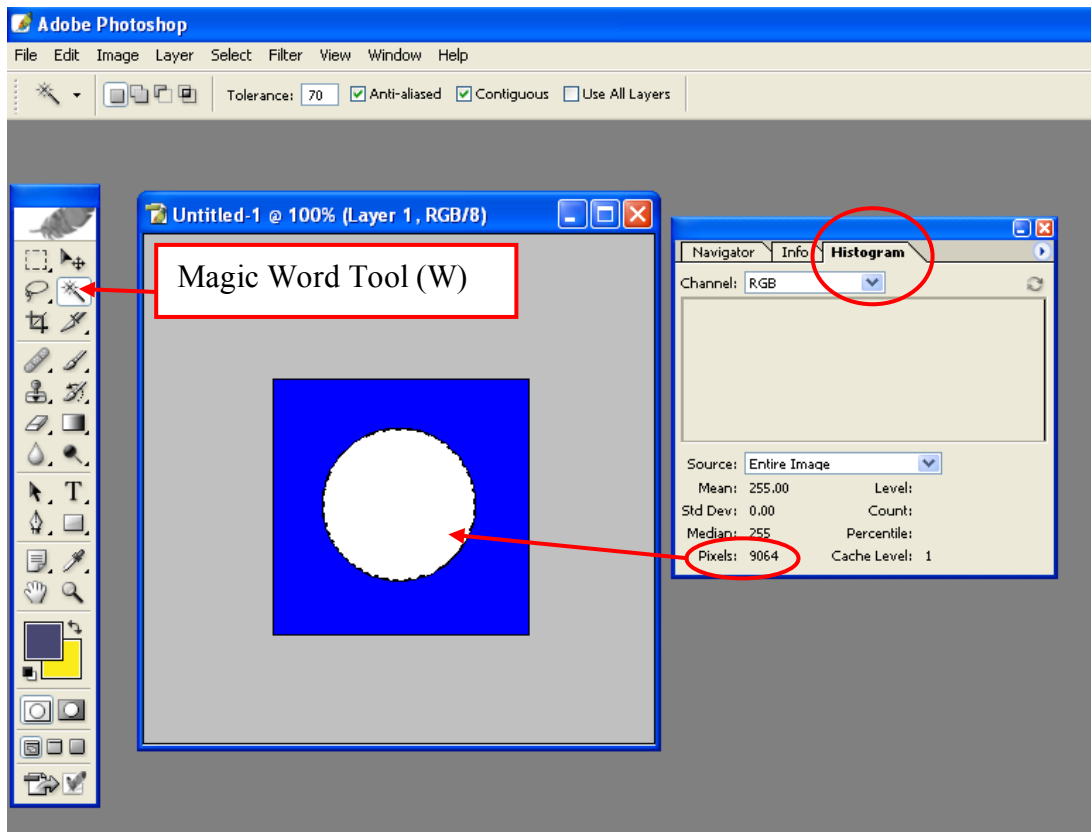 Adobe Photoshop
File Edit Image Layer Select Filter View Window Help
Tolerance: 70 Anti-aliased Contiguous Use All Layers
Untitled-1 @ 100% (Layer 1, RGB/8)
Magic Word Tool (W)
T
Navigator Info Histogram
Channel: RGB
Source: Entire Image
Mean: 255.00 Level:
Std Dev: 0.00 Count:
Median: 255 Percentile:
Pixels: 9064 Cache Level: 1